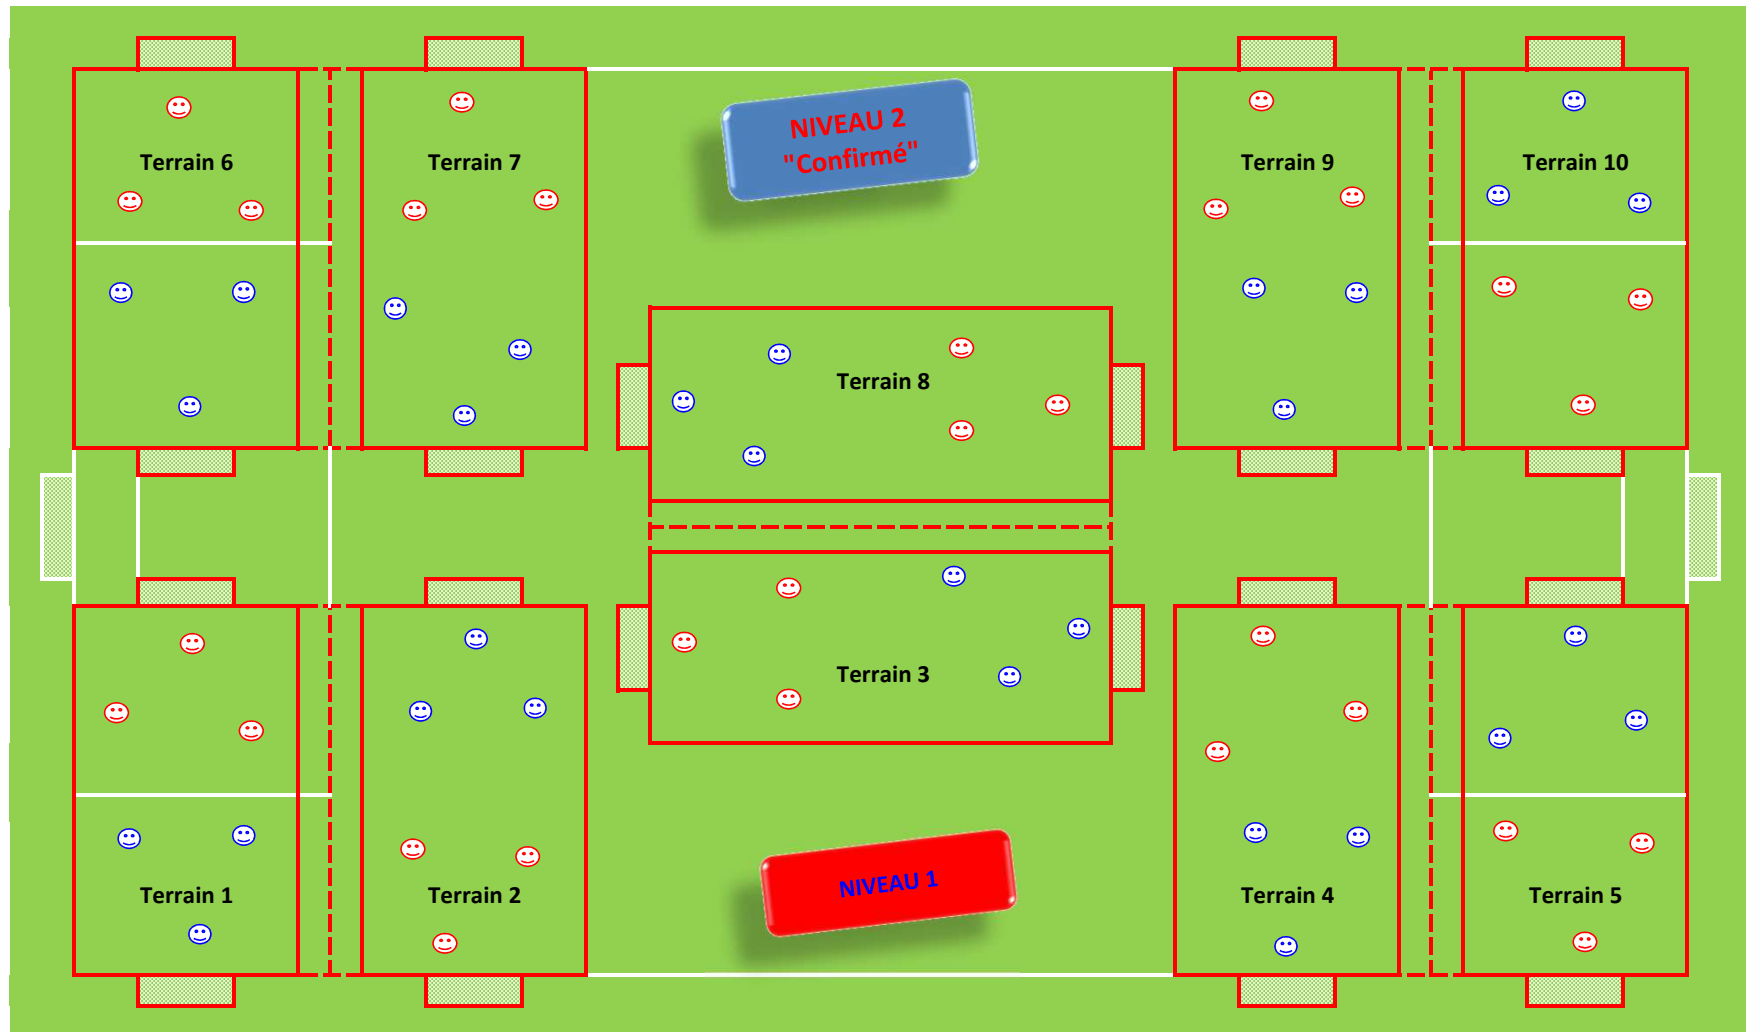 NIVEAU 2
"Confirmé"
Terrain 6
Terrain 7
Terrain 9
Terrain 10
Terrain 8
Terrain 3
Terrain 1
Terrain 2
NIVEAU 1
Terrain 4
Terrain 5